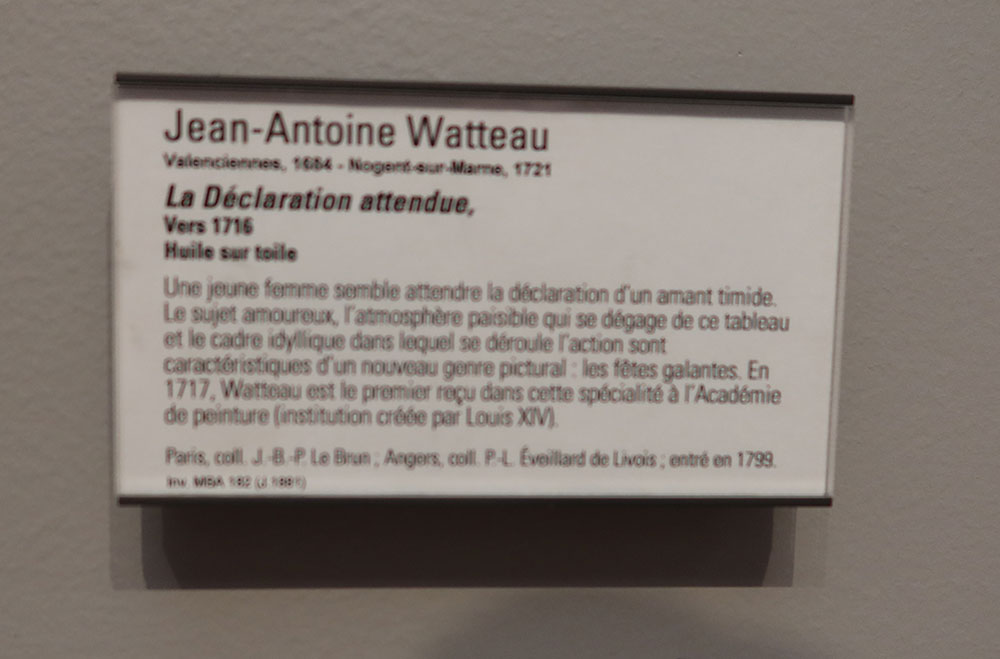 Jean-Antoine Watteau
Valenciennes, 1684 - Nogent-sur-Marne, 1721
La Déclaration attendue,
Vers 1716
Huile sur toile
Une jeune femme semble attendre la déclaration d'un amant timide.
Le sujet amoureux, l'atmosphère paisible qui se dégage de ce tableau
et le cadre idyllique dans lequel se déroule l'action sont
caractéristiques d'un nouveau genre pictural : les fêtes galantes. En
1717, Watteau est le premier reçu dans cette spécialité à l'Académie
de peinture (institution créée par Louis XIV).
Paris, coll. J.-B.-P. Le Brun ; Angers, coll. P.-L. Éveillard de Livois ; entré en 1799.
Inv. MBA